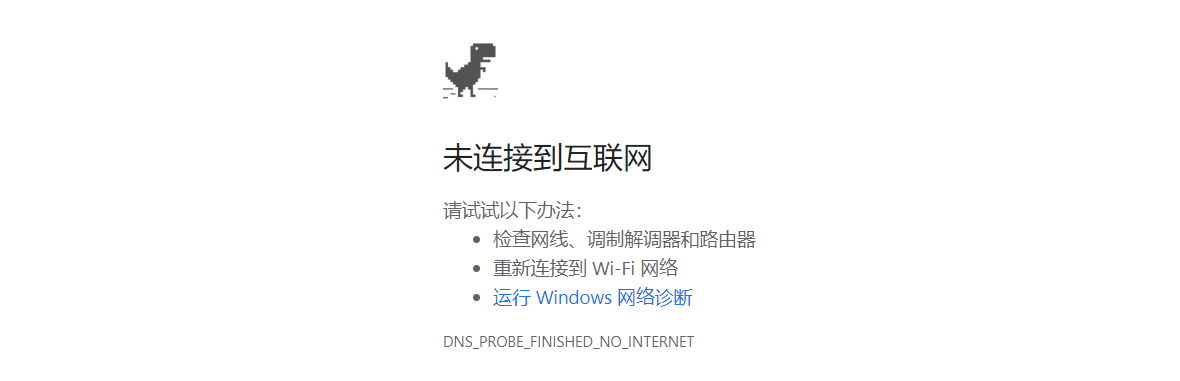 未连接到互联网
请试试以下办法：
• 检查网线、调制解调器和路由器
• 重新连接到 Wi-Fi 网络
• 运行 Windows 网络诊断
DNS_PROBE_FINISHED_NO_INTERNET